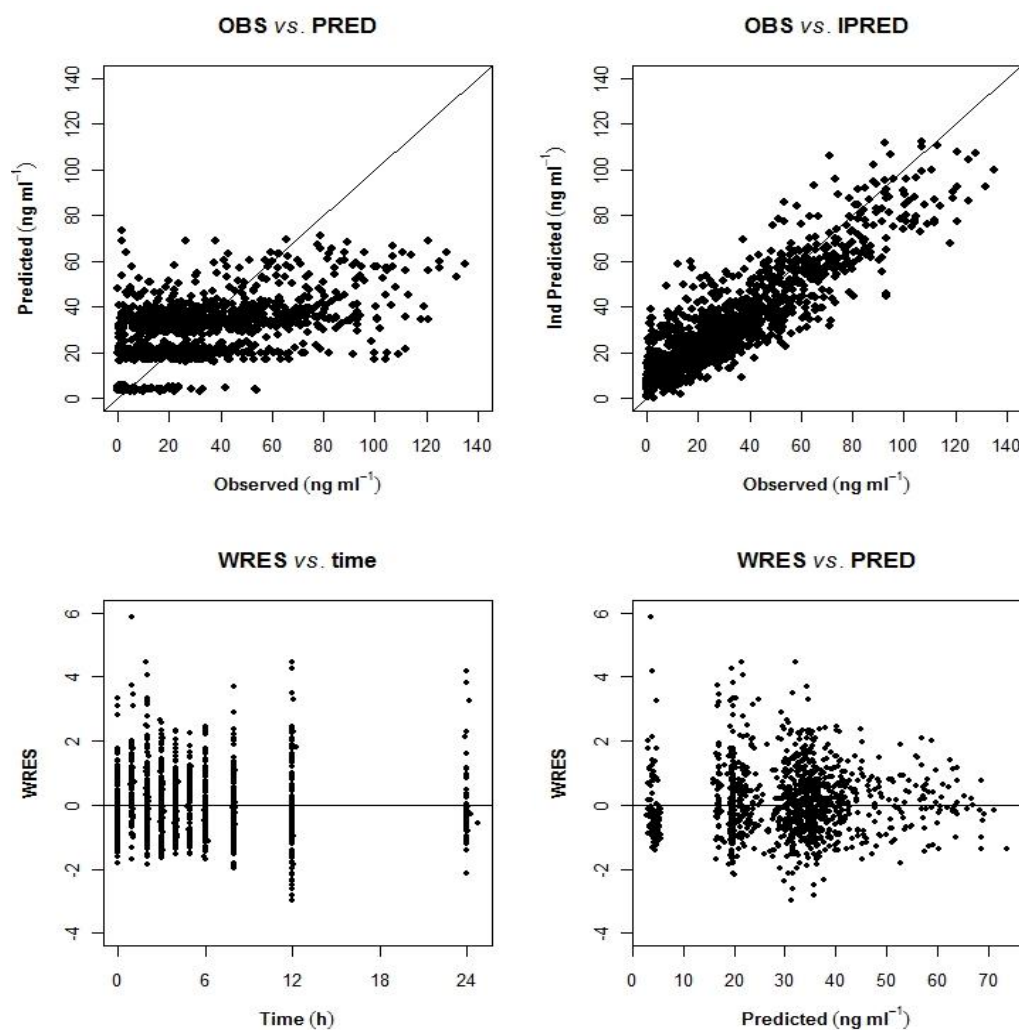 OBS vs. PRED
Predicted (ng ml⁻¹)
140
120
100
80
60
40
20
0
0 20 40 60 80 100 120 140
Observed (ng ml⁻¹)
OBS vs. IPRED
Ind Predicted (ng ml⁻¹)
140
120
100
80
60
40
20
0
0 20 40 60 80 100 120 140
Observed (ng ml⁻¹)
WRES vs. time
WRES
6
4
2
0
-2
-4
0 6 12 24
Time (h)
WRES vs. PRED
WRES
6
4
2
0
-2
-4
0 10 20 30 40 50 60 70
Predicted (ng ml⁻¹)